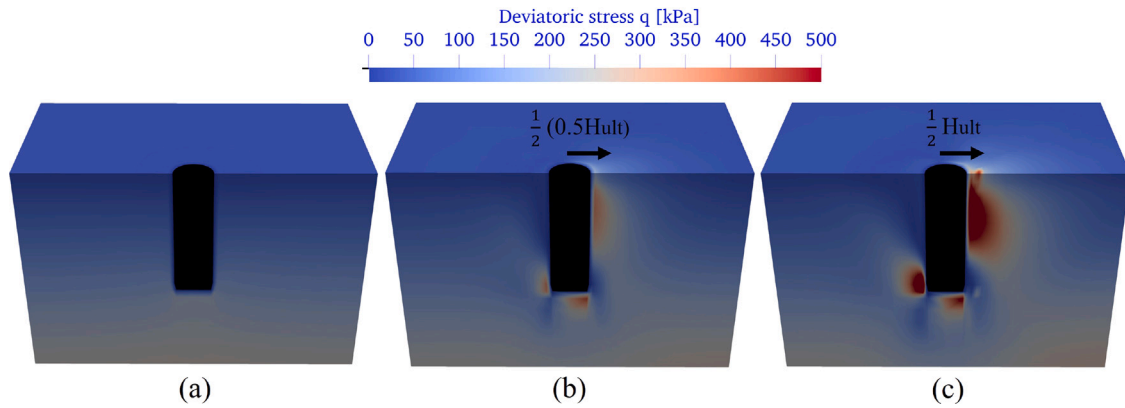 Deviatoric stress q [kPa]
0 50 100 150 200 250 300 350 400 450 500
1/2 (0.5Hult)
1/2 Hult
(a) (b) (c)